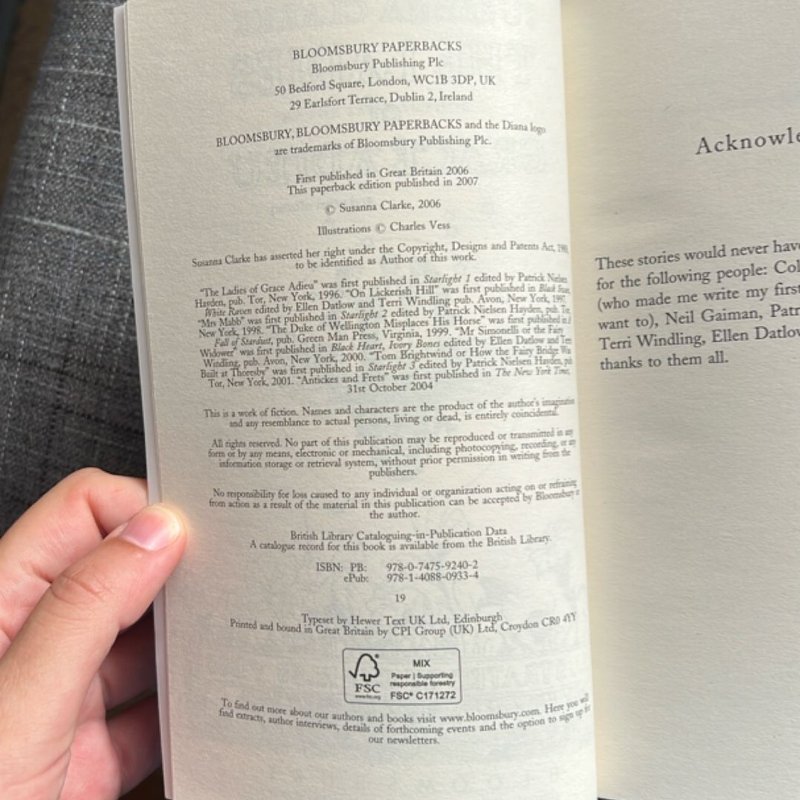 BLOOMSBURY PAPERBACKS
Bloomsbury Publishing Plc
50 Bedford Square, London, WC1B 3DP, UK
29 Earlsfort Terrace, Dublin 2, Ireland
BLOOMSBURY, BLOOMSBURY PAPERBACKS and the Diana logo
are trademarks of Bloomsbury Publishing Plc.
First published in Great Britain 2006
This paperback edition published in 2007
© Susanna Clarke, 2006
Illustrations © Charles Vess
Susanna Clarke has asserted her right under the Copyright, Designs and Patents Act, 1988,
to be identified as Author of this work.
“The Ladies of Grace Adieu” was first published in Starlight 1 edited by Patrick Nielsen
Hayden, pub. Tor, New York, 1996. “On Lickerish Hill” was first published in Black Swan,
White Raven edited by Ellen Datlow and Terri Windling pub. Avon, New York, 1997.
“Mrs Mabb” was first published in Starlight 2 edited by Patrick Nielsen Hayden, pub. Tor,
New York, 1998. “The Duke of Wellington Misplaces His Horse” was first published in A
Fall of Stardust, pub. Green Man Press, Virginia, 1999. “Mr Simonelli or the Fairy
Widower” was first published in Black Heart, Ivory Bones edited by Ellen Datlow and Terri
Windling, pub. Avon, New York, 2000. “Tom Brightwind or How the Fairy Bridge Was
Built at Thoresby” was first published in Starlight 3 edited by Patrick Nielsen Hayden, pub.
Tor, New York, 2001. “Antickes and Frets” was first published in The New York Times,
31st October 2004
This is a work of fiction. Names and characters are the product of the author's imagination
and any resemblance to actual persons, living or dead, is entirely coincidental.
All rights reserved. No part of this publication may be reproduced or transmitted in any
form or by any means, electronic or mechanical, including photocopying, recording, or any
information storage or retrieval system, without prior permission in writing from the
publishers.
No responsibility for loss caused to any individual or organization acting on or refraining
from action as a result of the material in this publication can be accepted by Bloomsbury or
the author.
British Library Cataloguing-in-Publication Data
A catalogue record for this book is available from the British Library.
ISBN: PB: 978-0-7475-9240-2
ePub: 978-1-4088-0933-4
19
Typeset by Hewer Text UK Ltd, Edinburgh
Printed and bound in Great Britain by CPI Group (UK) Ltd, Croydon CR0 4YY
FSC
www.fsc.org
MIX
Paper | Supporting
responsible forestry
FSC® C171272
To find out more about our authors and books visit www.bloomsbury.com. Here you will
find extracts, author interviews, details of forthcoming events and the option to sign up for
our newsletters.
Acknowle
These stories would never have
for the following people: Col
(who made me write my first
want to), Neil Gaiman, Patr
Terri Windling, Ellen Datlow
thanks to them all.